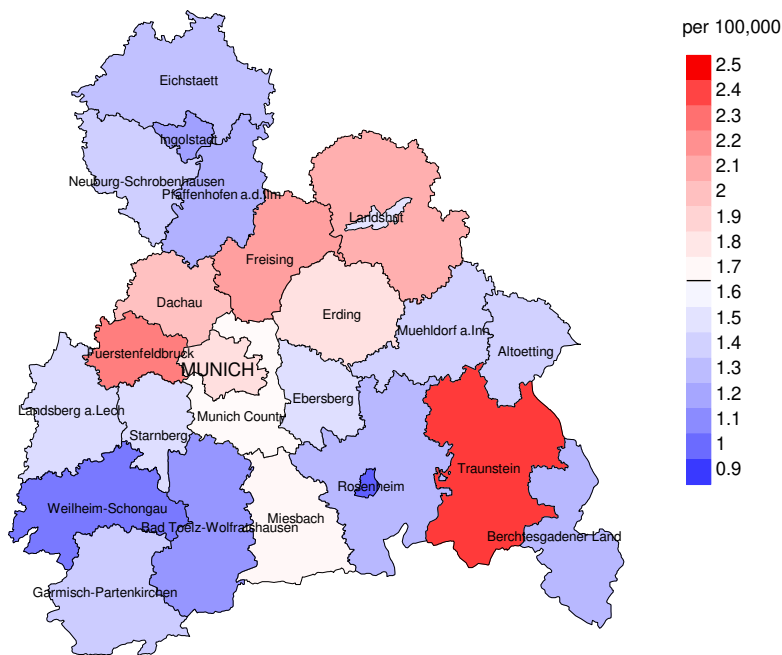 per 100,000
2.5
2.4
2.3
2.2
2.1
2
1.9
1.8
1.7
1.6
1.5
1.4
1.3
1.2
1.1
1
0.9
Eichstaett
Ingolstadt
Neuburg-Schrobenhausen
Pfaffenhofen a.d.Ilm
Landshut
Freising
Dachau
Erding
Muehldorf a.Inn
Altoetting
Fuerstenfeldbruck
MUNICH
Ebersberg
Landsberg a.Lech
Munich County
Starnberg
Traunstein
Rosenheim
Weilheim-Schongau
Miesbach
Bad Toelz-Wolfratshausen
Berchtesgadener Land
Garmisch-Partenkirchen